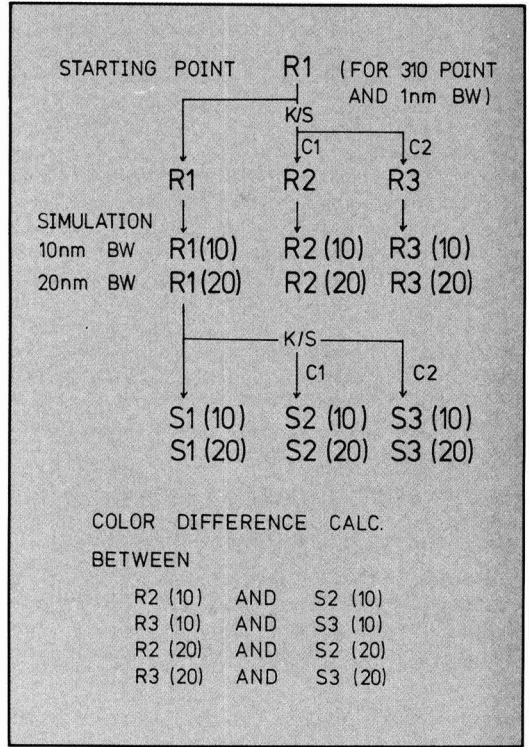 STARTING POINT R1 (FOR 310 POINT
AND 1nm BW)
K/S
C1 C2
R1 R2 R3
SIMULATION
10nm BW R1(10) R2 (10) R3 (10)
20nm BW R1(20) R2 (20) R3 (20)
K/S
C1 C2
S1 (10) S2 (10) S3 (10)
S1 (20) S2 (20) S3 (20)
COLOR DIFFERENCE CALC.
BETWEEN
R2 (10) AND S2 (10)
R3 (10) AND S3 (10)
R2 (20) AND S2 (20)
R3 (20) AND S3 (20)